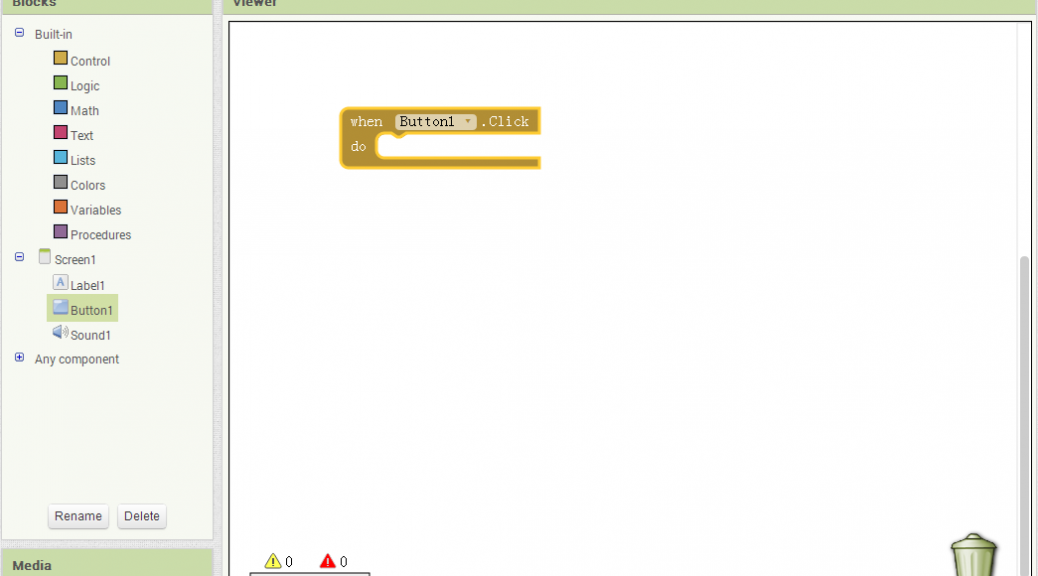 Blocks
Viewer
Built-in
Control
Logic
Math
Text
Lists
Colors
Variables
Procedures
Screen1
A Label1
Button1
Sound1
Any component
when Button1 .Click
do
Rename Delete
Media
0 0